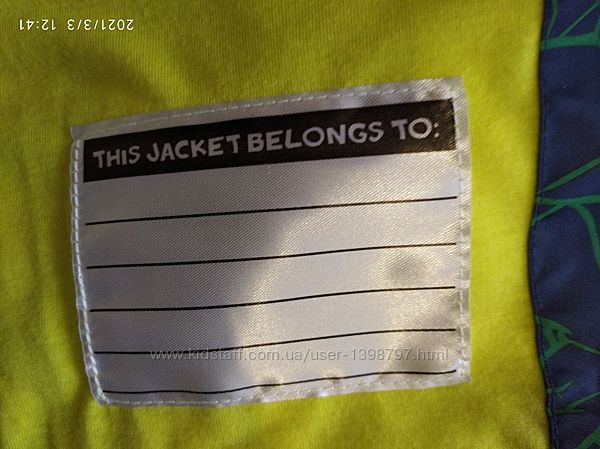 2021/3/3 12:41
THIS JACKET BELONGS TO:
www.kidstaff.com.ua/user-1398797.html